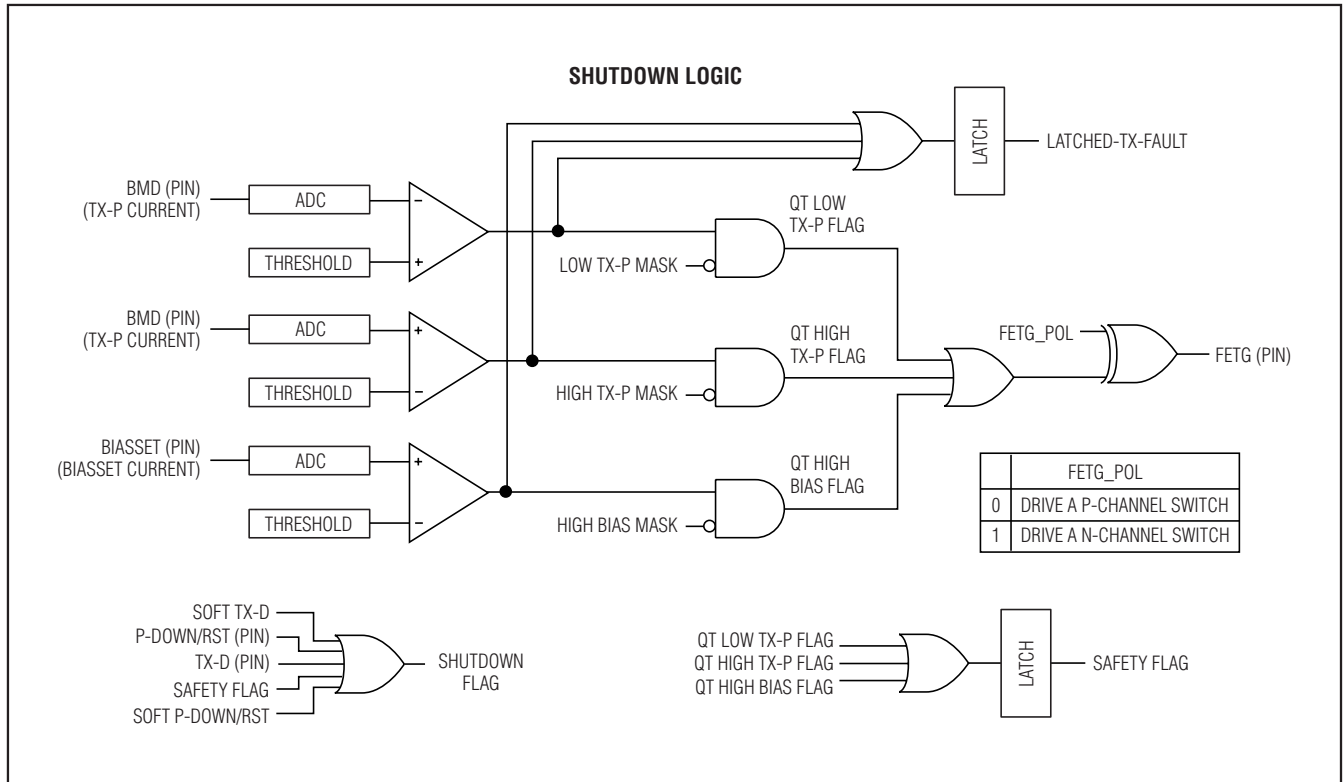 SHUTDOWN LOGIC
LATCH
LATCHED-TX-FAULT
BMD (PIN)
(TX-P CURRENT)
ADC
−
THRESHOLD
+
QT LOW
TX-P FLAG
LOW TX-P MASK
BMD (PIN)
(TX-P CURRENT)
ADC
+
THRESHOLD
−
QT HIGH
TX-P FLAG
HIGH TX-P MASK
FETG_POL
FETG (PIN)
BIASSET (PIN)
(BIASSET CURRENT)
ADC
+
THRESHOLD
−
QT HIGH
BIAS FLAG
HIGH BIAS MASK
FETG_POL
0 DRIVE A P-CHANNEL SWITCH
1 DRIVE A N-CHANNEL SWITCH
SOFT TX-D
P-DOWN/RST (PIN)
TX-D (PIN)
SAFETY FLAG
SOFT P-DOWN/RST
SHUTDOWN
FLAG
QT LOW TX-P FLAG
QT HIGH TX-P FLAG
QT HIGH BIAS FLAG
LATCH
SAFETY FLAG